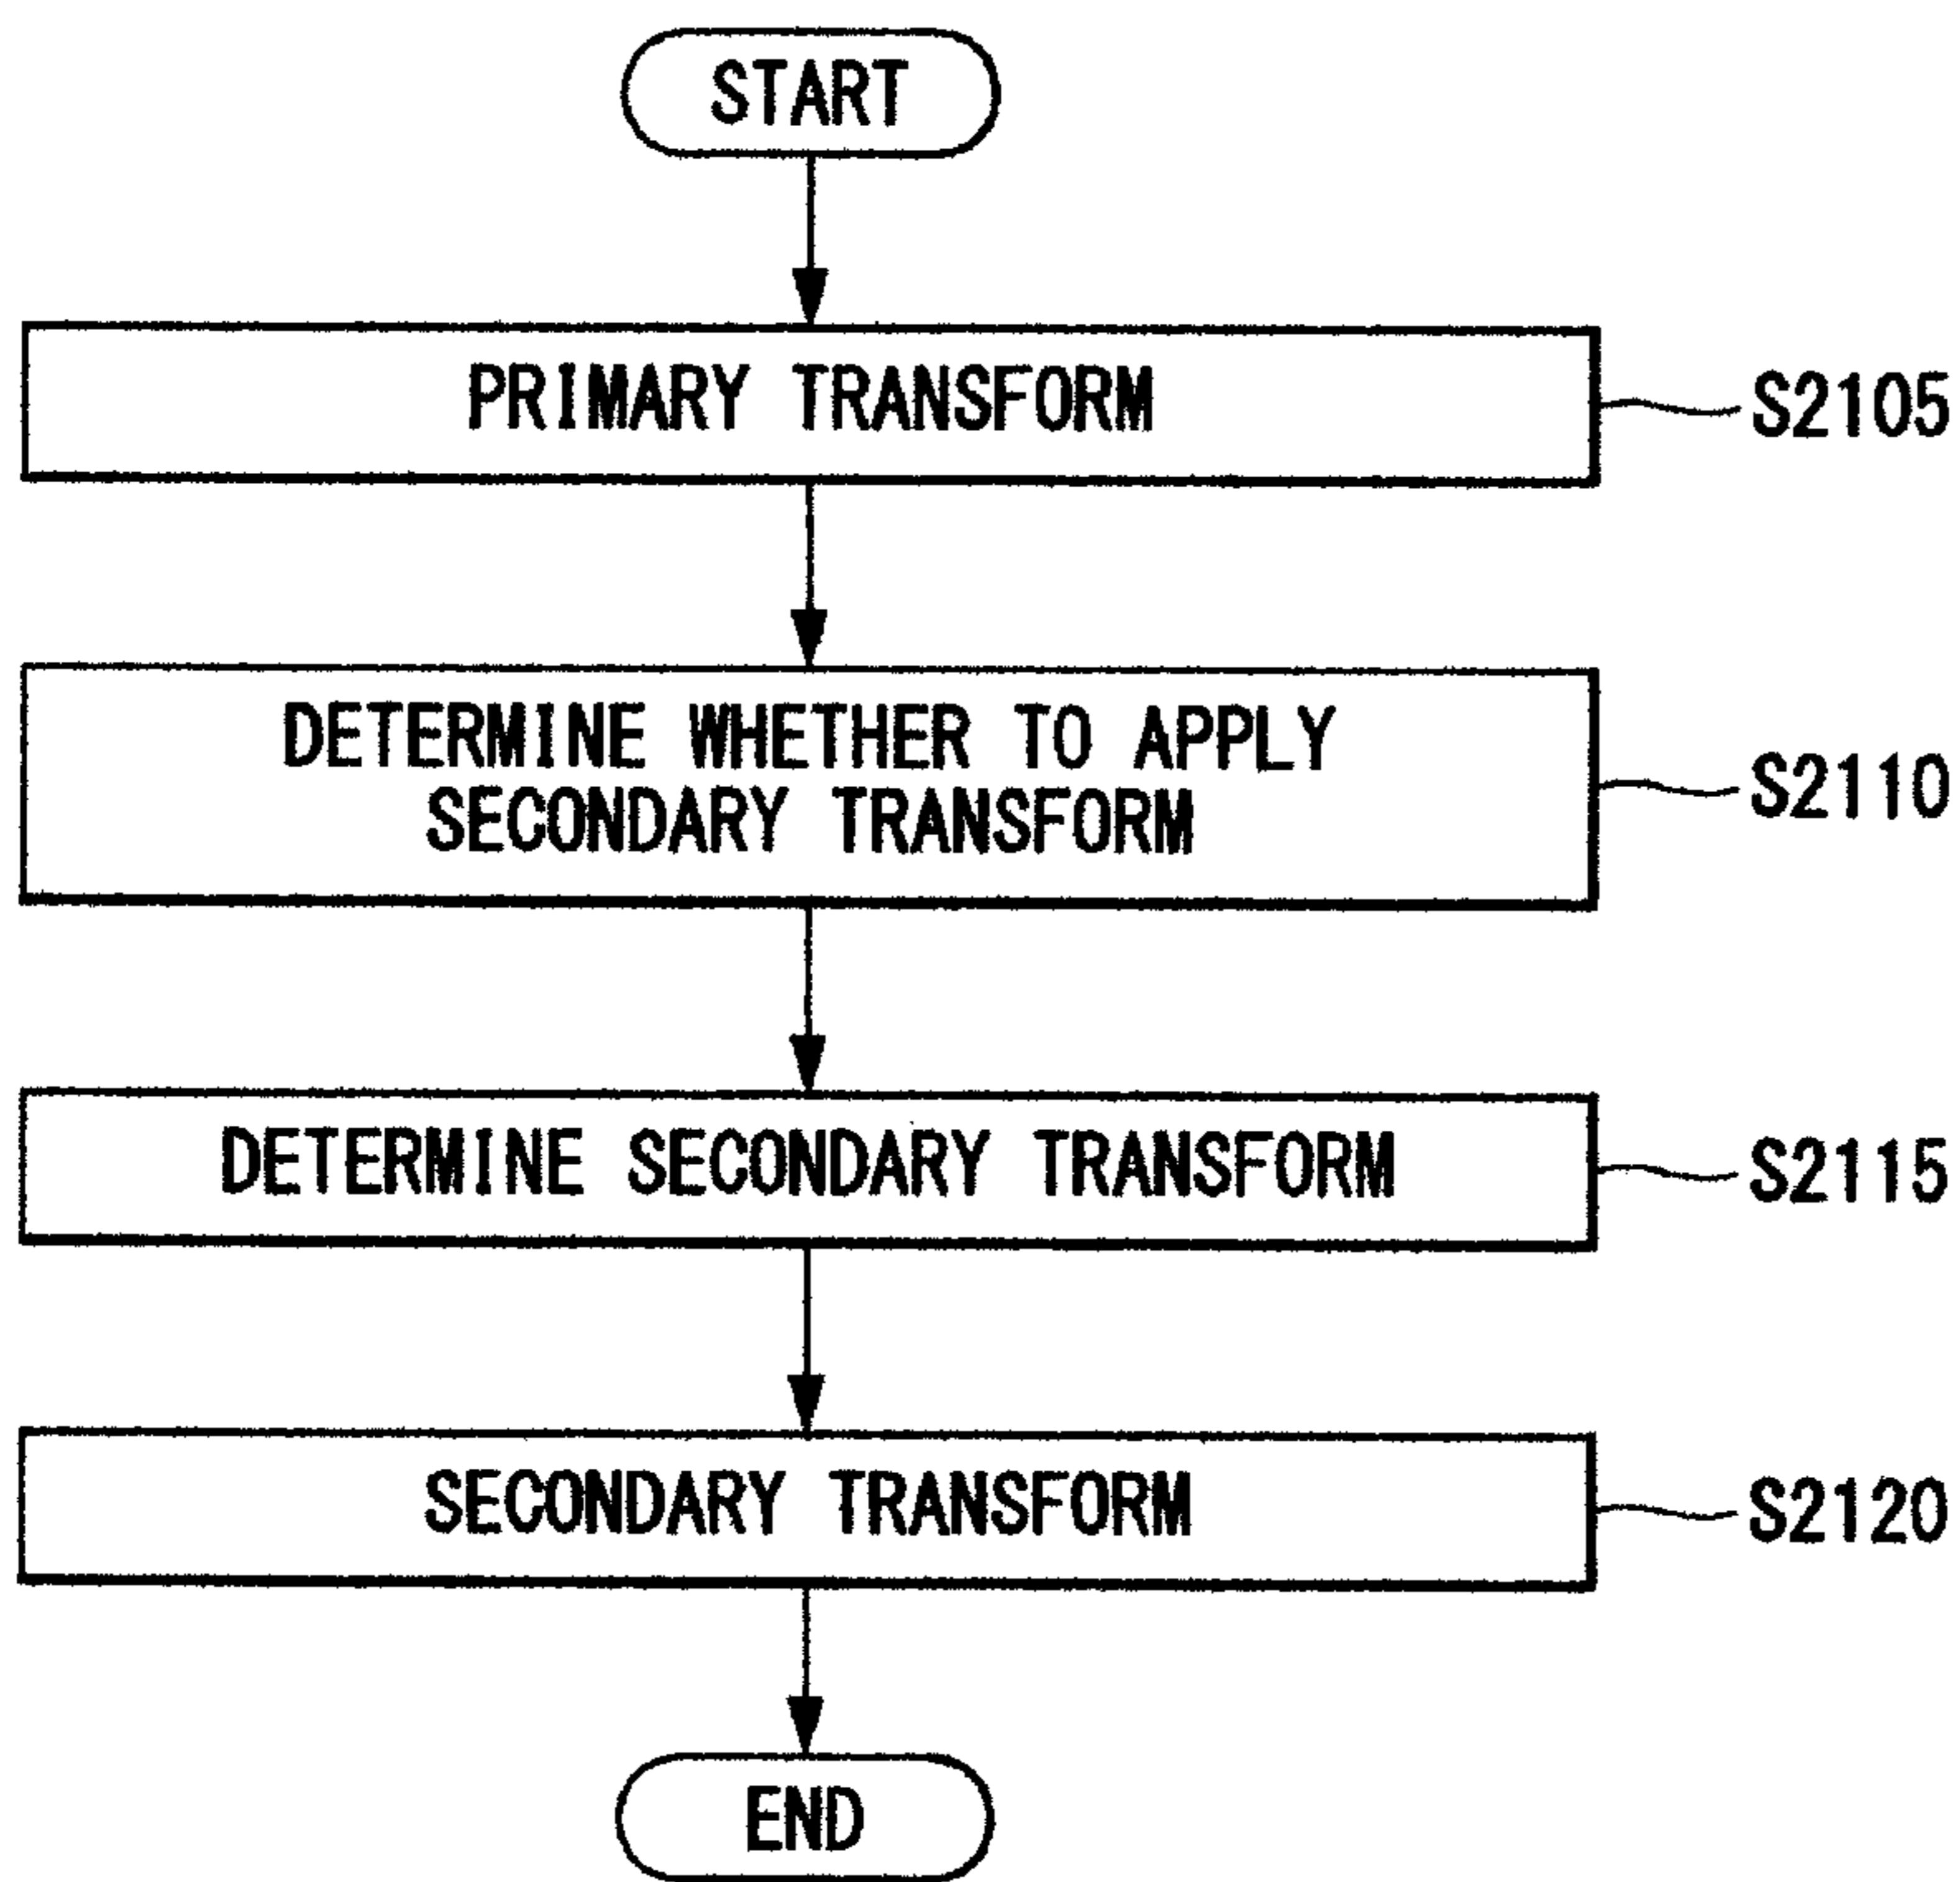 START
PRIMARY TRANSFORM
S2105
DETERMINE WHETHER TO APPLY
SECONDARY TRANSFORM
S2110
DETERMINE SECONDARY TRANSFORM
S2115
SECONDARY TRANSFORM
S2120
END